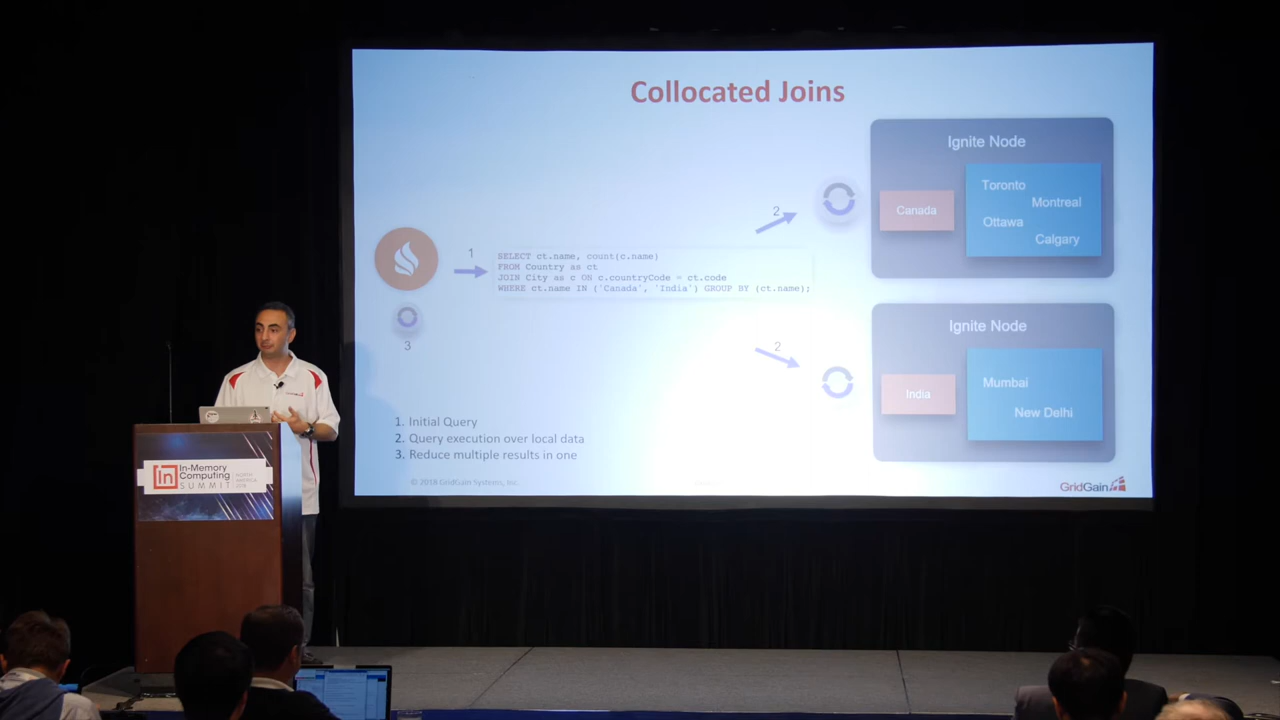 Collocated Joins
Ignite Node
Toronto
Canada
Montreal
Ottawa
Calgary
1
2
SELECT ct.name, count(c.name)
FROM Country as ct
JOIN City as c ON c.countryCode = ct.code
WHERE ct.name IN ('Canada', 'India') GROUP BY (ct.name);
3
2
Ignite Node
India
Mumbai
New Delhi
1. Initial Query
2. Query execution over local data
3. Reduce multiple results in one
© 2018 GridGain Systems, Inc.
GridGain
In-Memory
Computing
SUMMIT
NORTH
AMERICA
2018